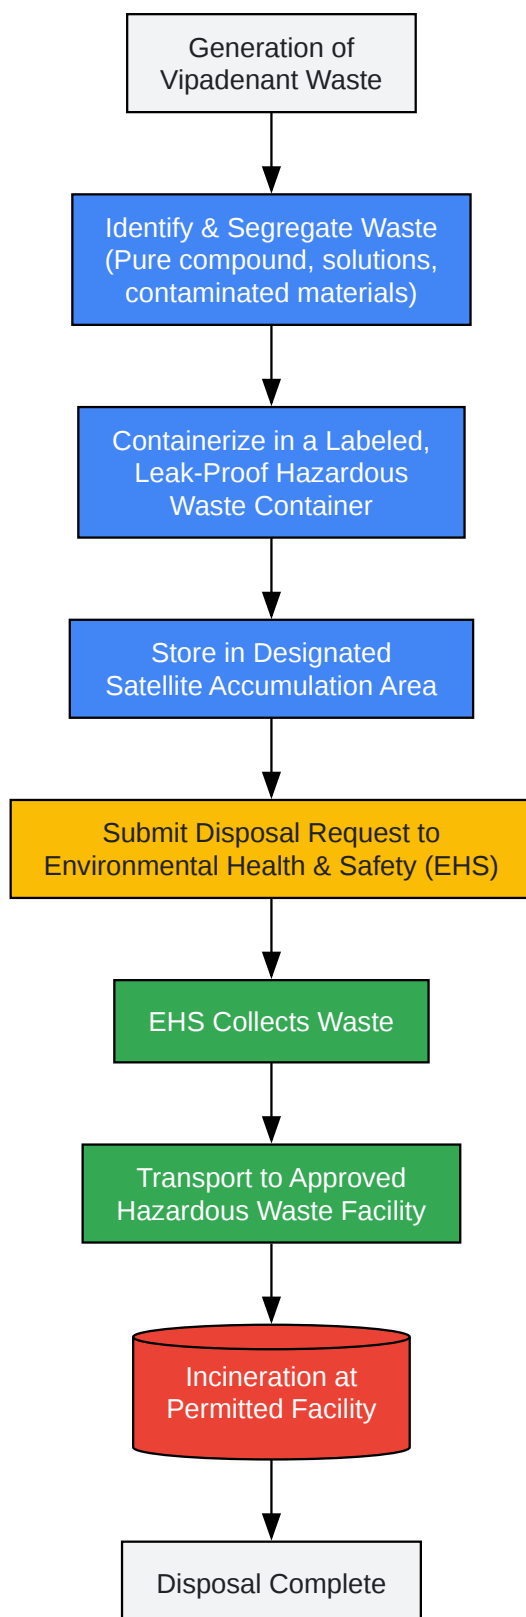 Generation of
Vipadenant Waste
Identify & Segregate Waste
(Pure compound, solutions,
contaminated materials)
Containerize in a Labeled,
Leak-Proof Hazardous
Waste Container
Store in Designated
Satellite Accumulation Area
Submit Disposal Request to
Environmental Health & Safety (EHS)
EHS Collects Waste
Transport to Approved
Hazardous Waste Facility
Incineration at
Permitted Facility
Disposal Complete